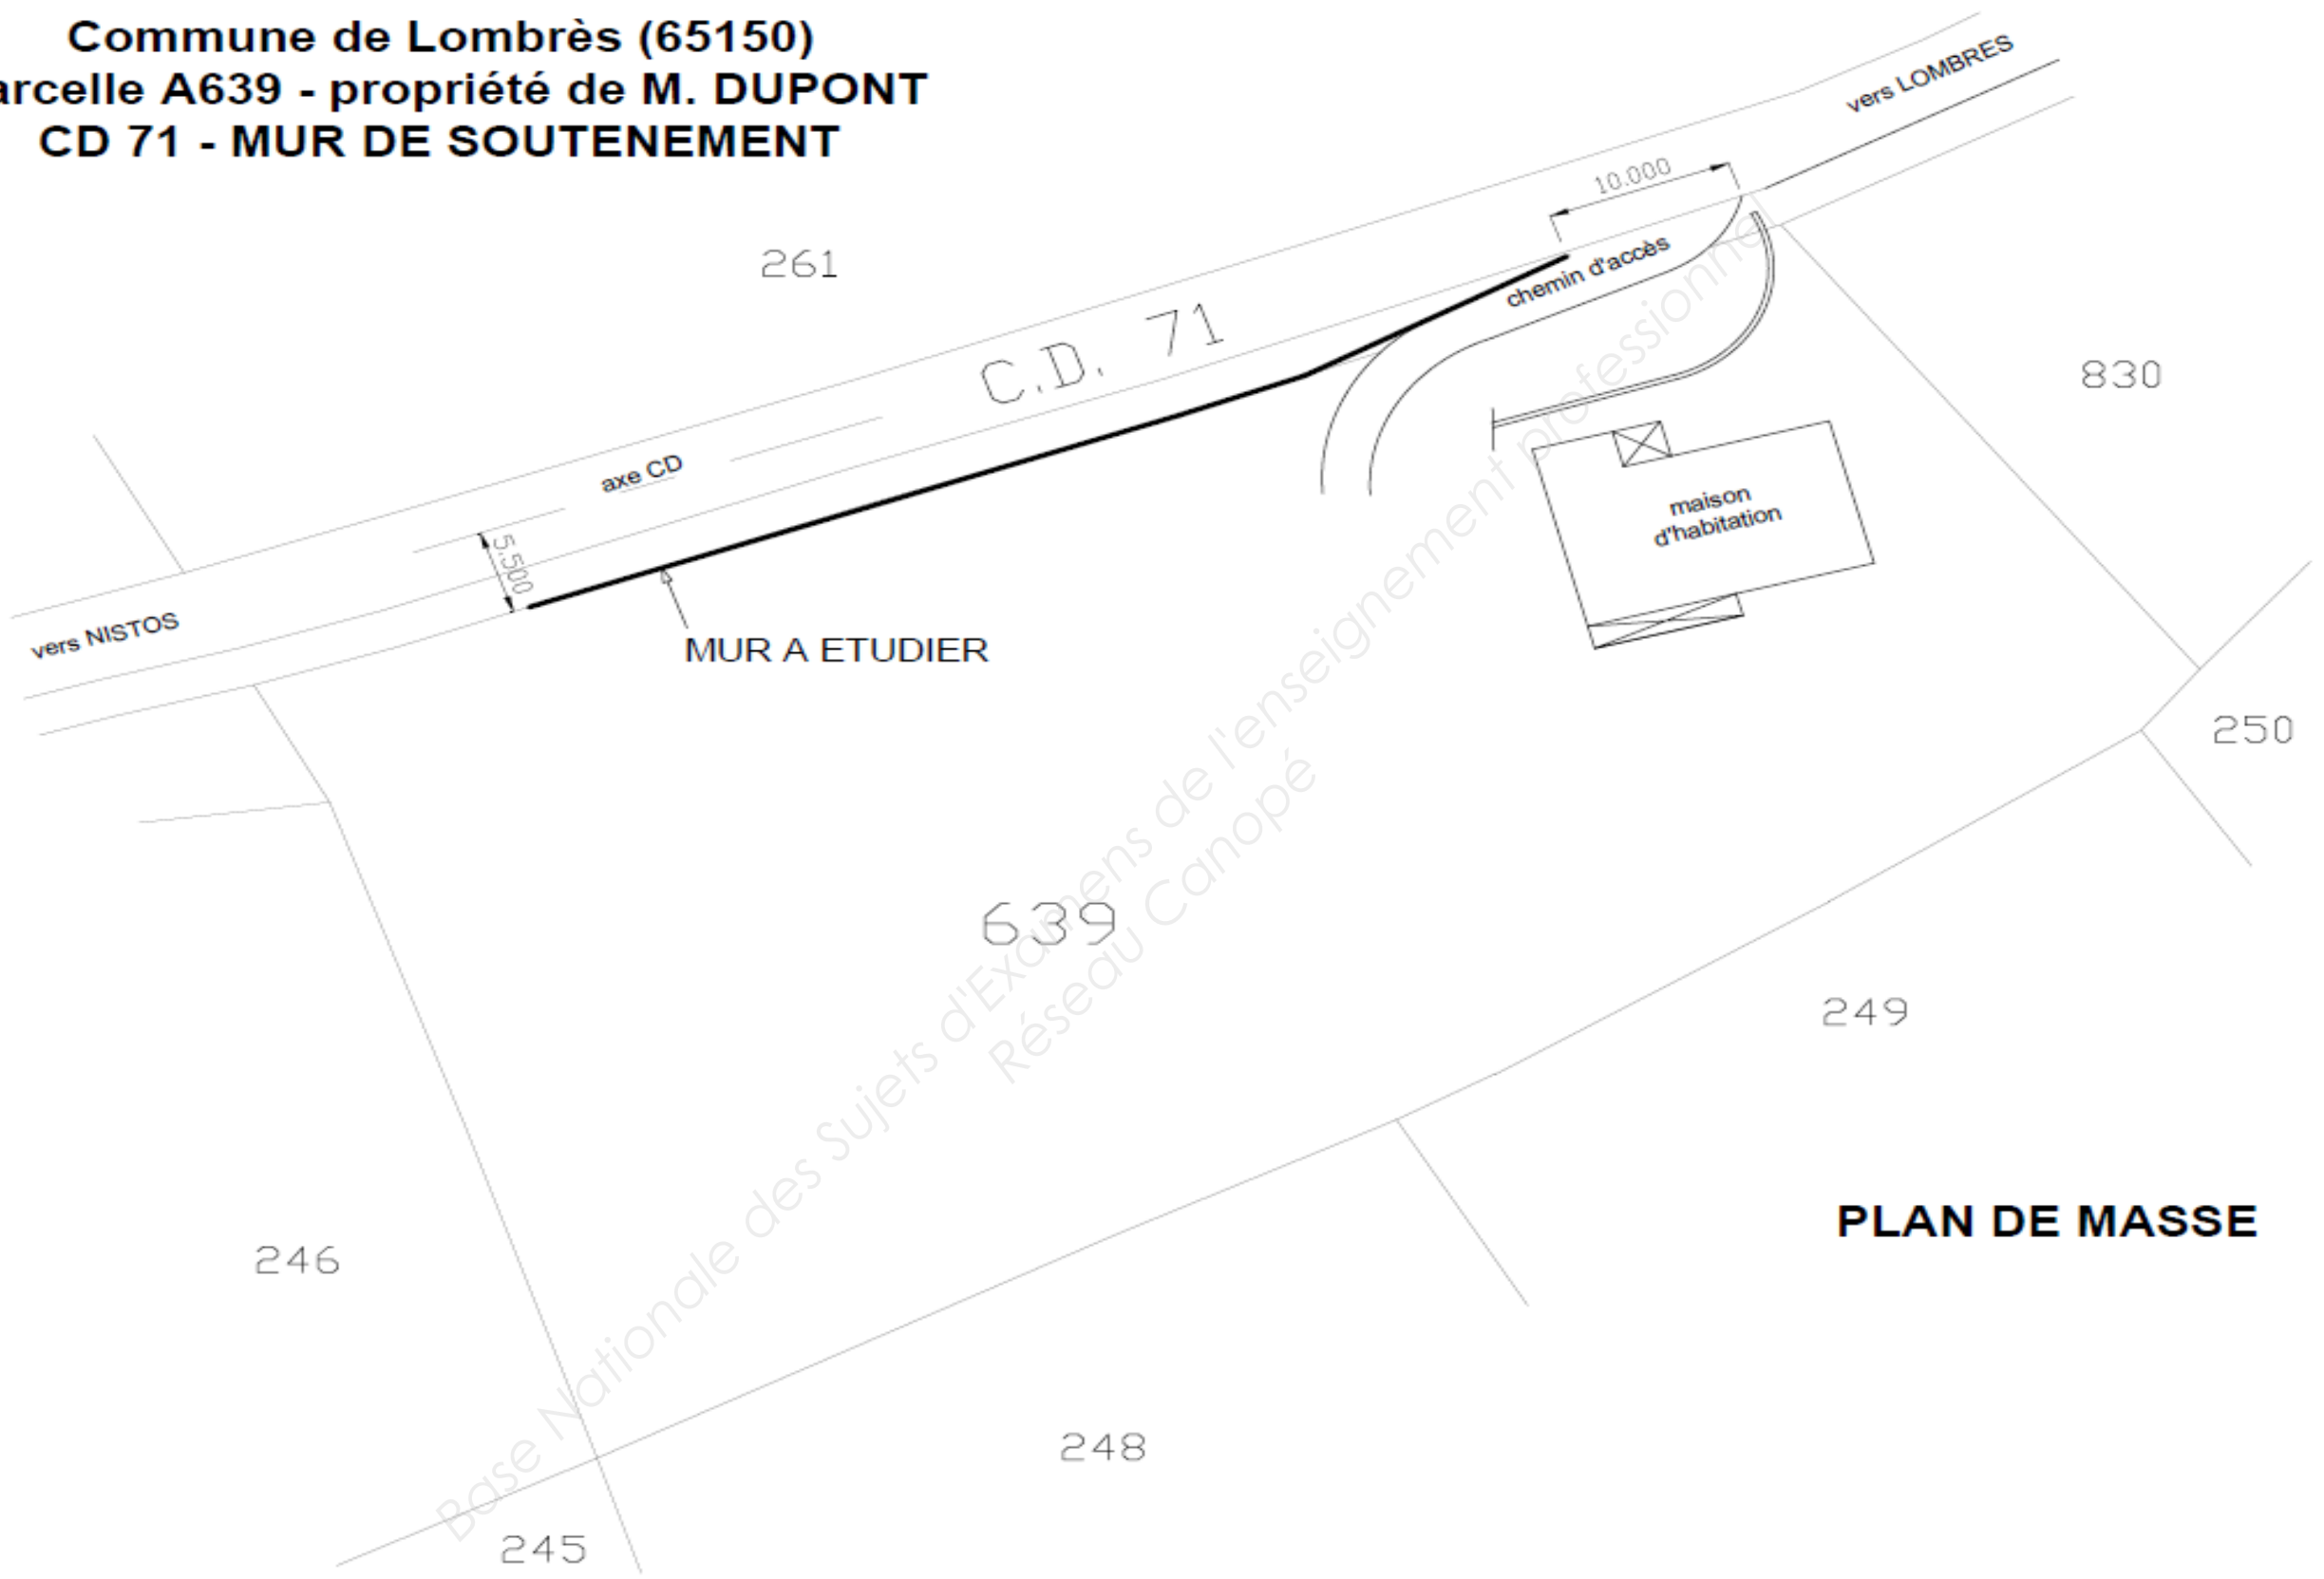 Commune de Lombrès (65150)
arcelle A639 - propriété de M. DUPONT
CD 71 - MUR DE SOUTENEMENT
vers LOMBRES
10.000
261
chemin d'accès
C.D. 71
830
axe CD
maison
d'habitation
5.500
vers NISTOS
MUR A ETUDIER
250
639
249
PLAN DE MASSE
246
248
245
Base Nationale des Sujets d'Examens de l'enseignement professionnel
Réseau Canopé